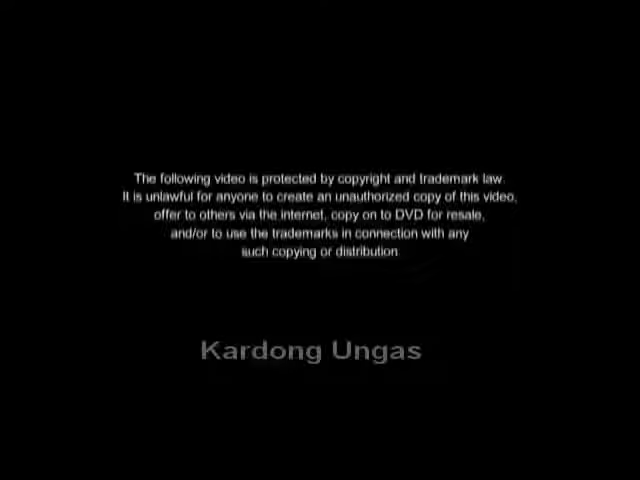 The following video is protected by copyright and trademark law.
It is unlawful for anyone to create an unauthorized copy of this video,
offer to others via the internet, copy on to DVD for resale,
and/or to use the trademarks in connection with any
such copying or distribution
Kardong Ungas